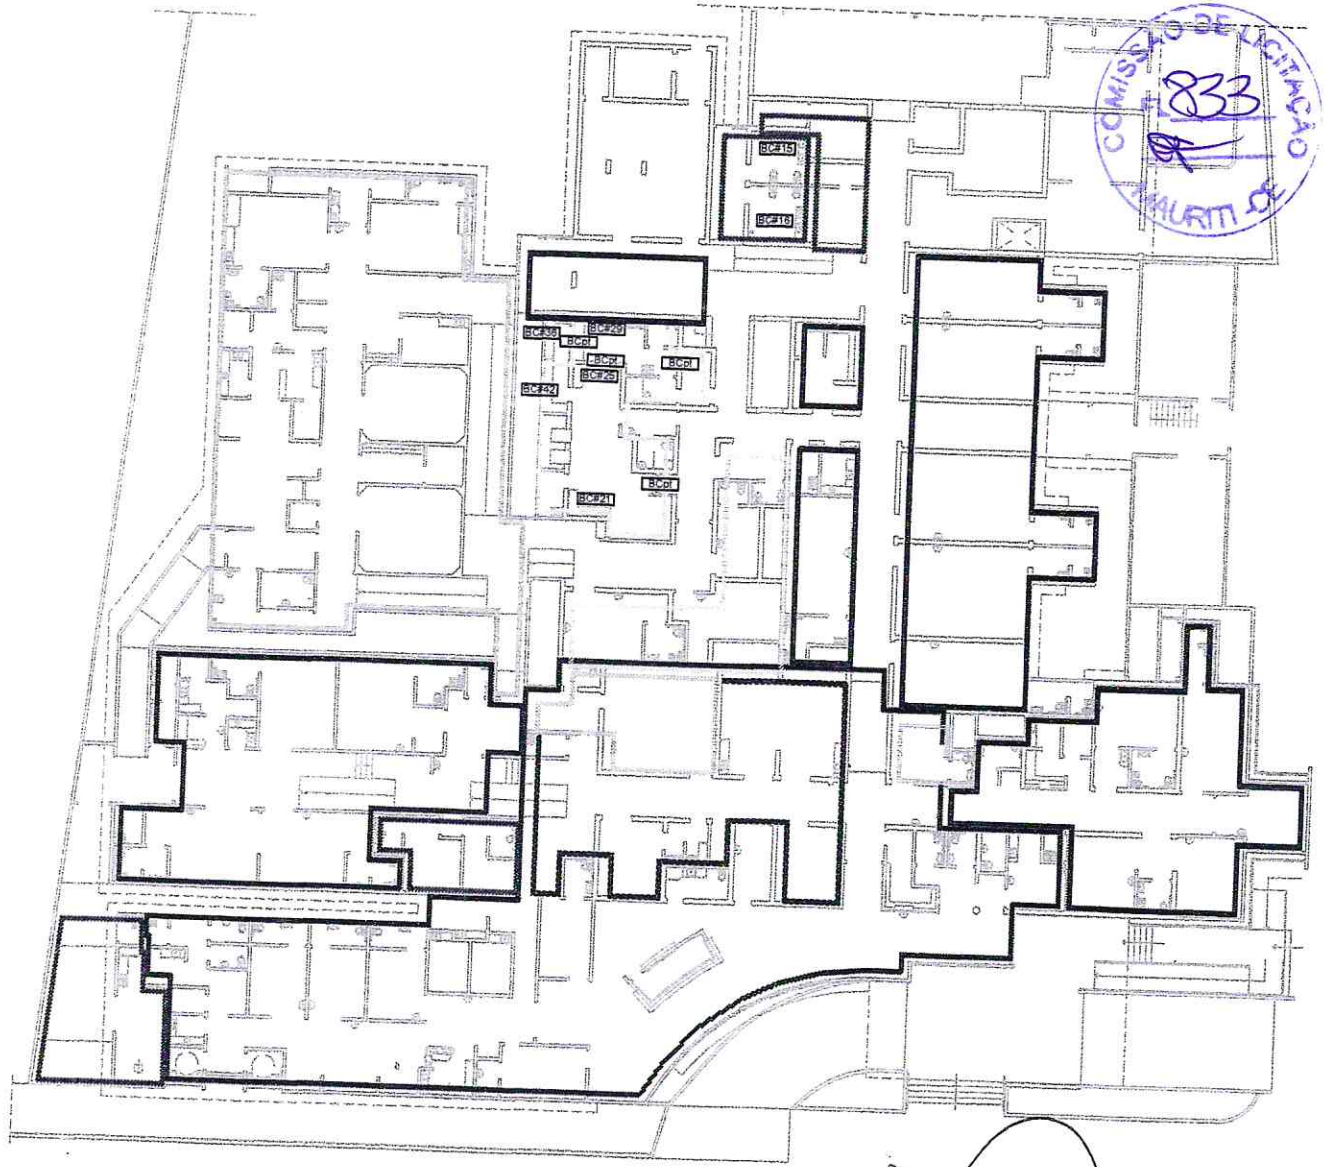 COMISSÃO DE LICITAÇÃO
833
MAURITI - CE
BC#15
BC#16
BC#38
BC#29
BCpt
BCpt
BCpt
BC#25
BC#42
BCpt
BC#21